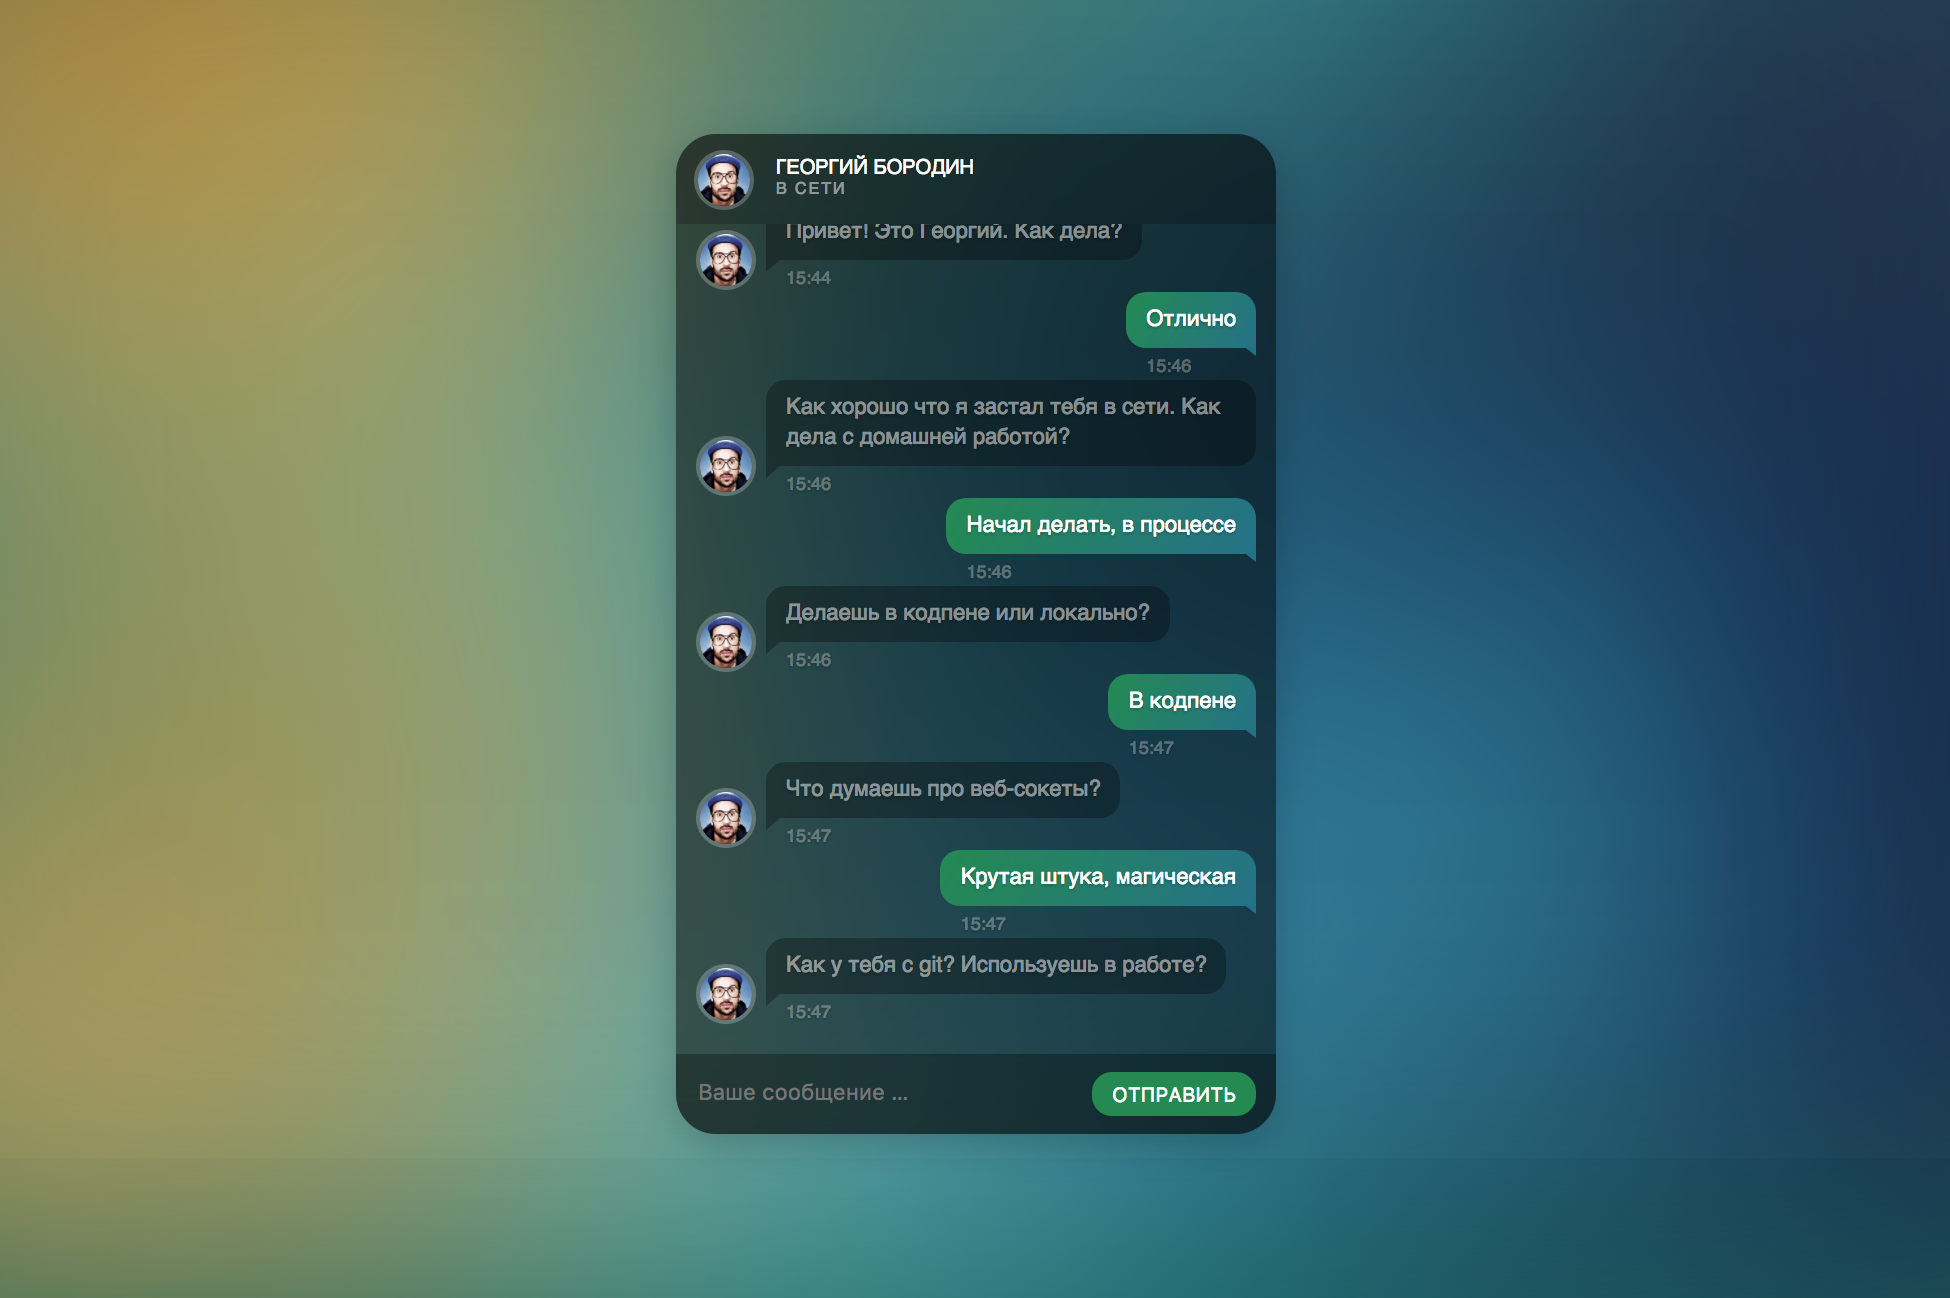 ГЕОРГИЙ БОРОДИН
В СЕТИ
Привет! Это Георгий. Как дела?
15:44
Отлично
15:46
Как хорошо что я застал тебя в сети. Как
дела с домашней работой?
15:46
Начал делать, в процессе
15:46
Делаешь в кодпене или локально?
15:46
В кодпене
15:47
Что думаешь про веб-сокеты?
15:47
Крутая штука, магическая
15:47
Как у тебя с git? Используешь в работе?
15:47
Ваше сообщение ...
ОТПРАВИТЬ